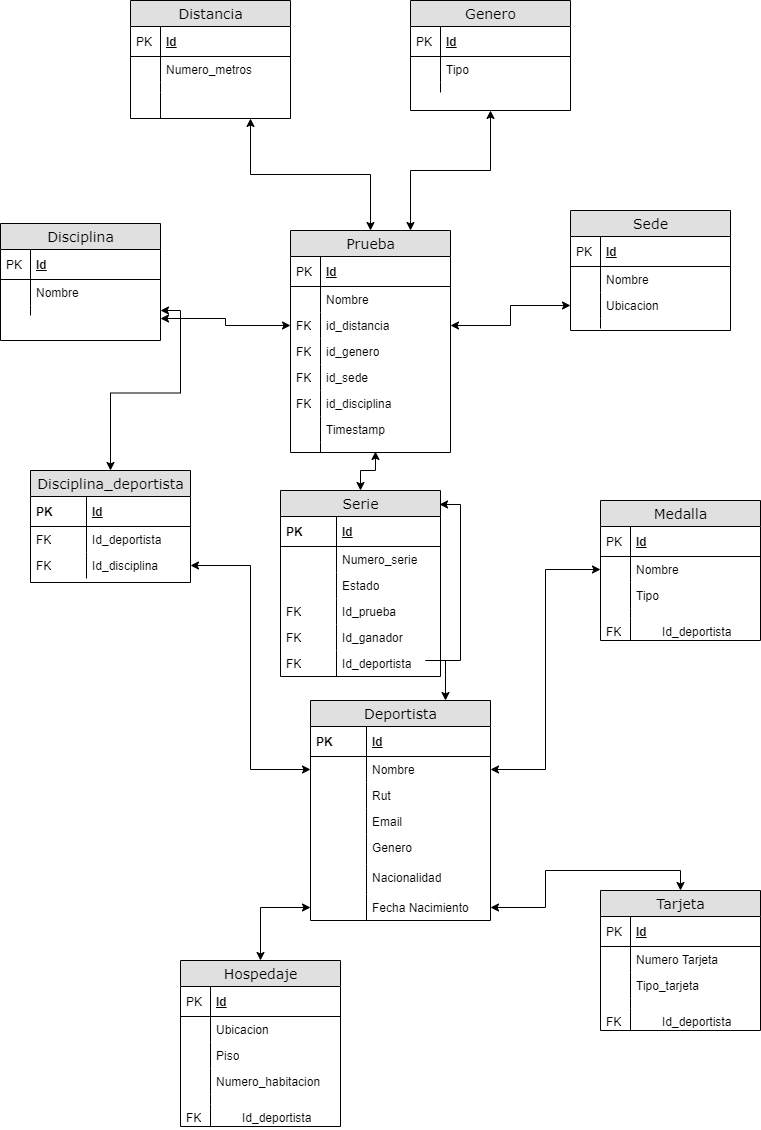 Distancia
PK Id
Numero_metros
Genero
PK Id
Tipo
Disciplina
PK Id
Nombre
Prueba
PK Id
Nombre
FK id_distancia
FK id_genero
FK id_sede
FK id_disciplina
Timestamp
Sede
PK Id
Nombre
Ubicacion
Disciplina_deportista
PK Id
FK Id_deportista
FK Id_disciplina
Serie
PK Id
Numero_serie
Estado
FK Id_prueba
FK Id_ganador
FK Id_deportista
Medalla
PK Id
Nombre
Tipo
FK Id_deportista
Deportista
PK Id
Nombre
Rut
Email
Genero
Nacionalidad
Fecha Nacimiento
Tarjeta
PK Id
Numero Tarjeta
Tipo_tarjeta
FK Id_deportista
Hospedaje
PK Id
Ubicacion
Piso
Numero_habitacion
FK Id_deportista